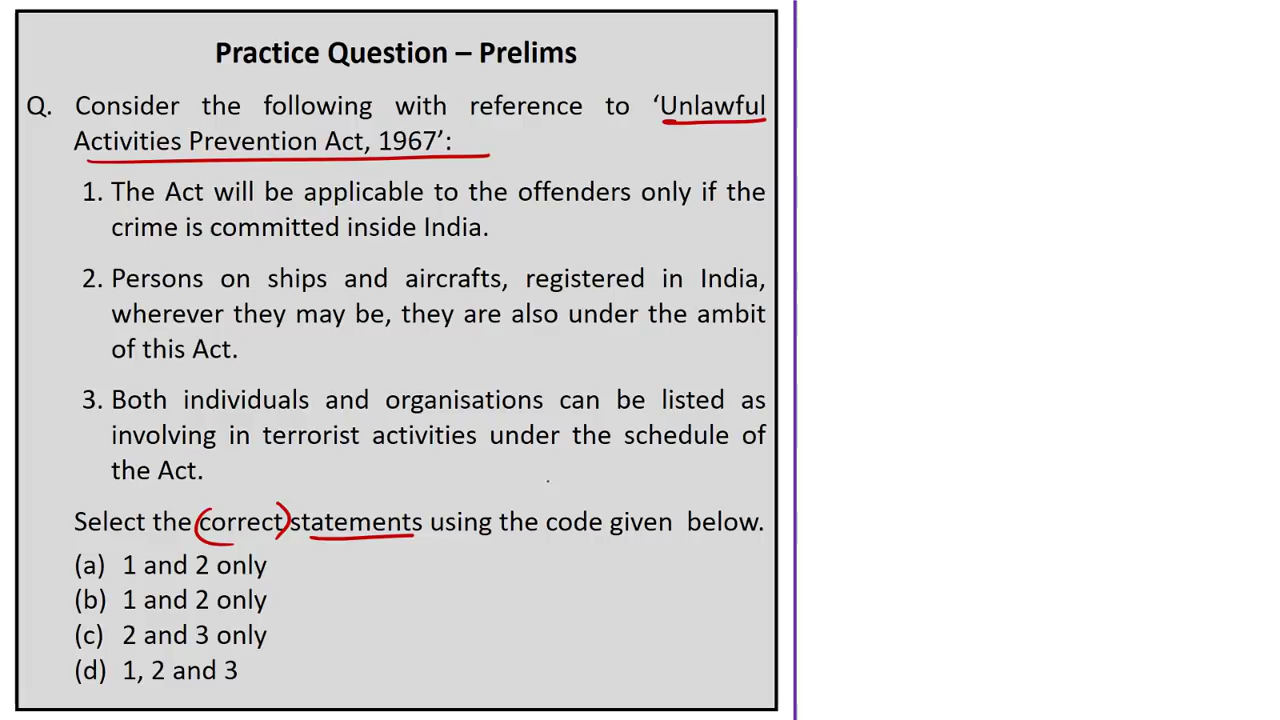 Practice Question – Prelims
Q. Consider the following with reference to ‘Unlawful
Activities Prevention Act, 1967’:
1. The Act will be applicable to the offenders only if the
crime is committed inside India.
2. Persons on ships and aircrafts, registered in India,
wherever they may be, they are also under the ambit
of this Act.
3. Both individuals and organisations can be listed as
involving in terrorist activities under the schedule of
the Act.
Select the correct statements using the code given below.
(a) 1 and 2 only
(b) 1 and 2 only
(c) 2 and 3 only
(d) 1, 2 and 3